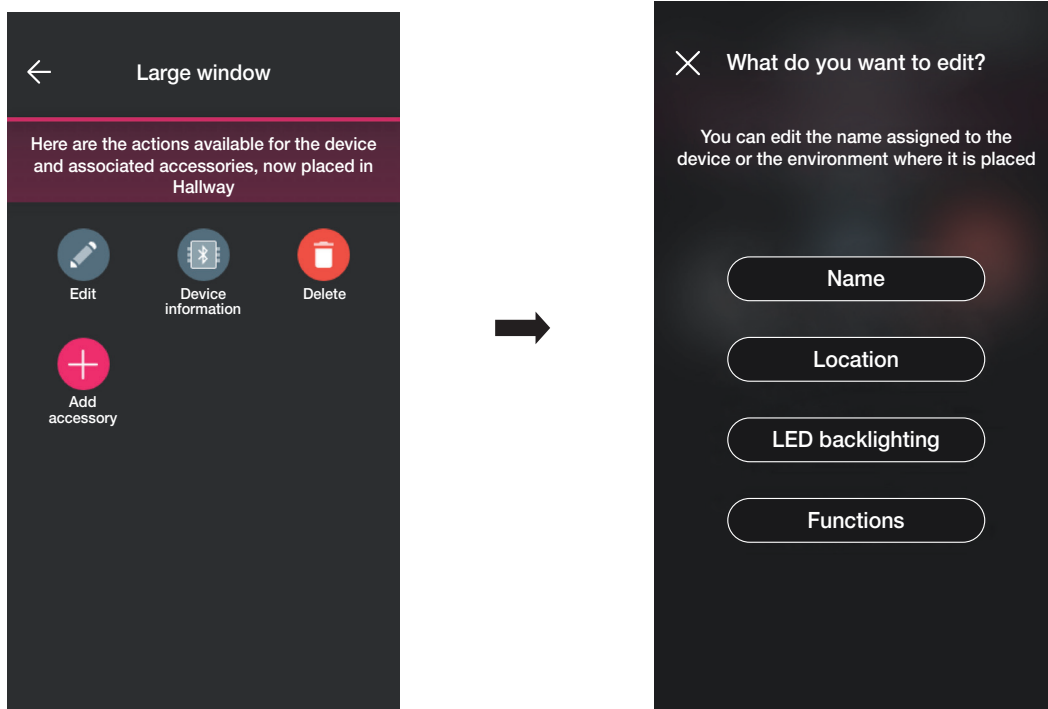 Large window
Here are the actions available for the device
and associated accessories, now placed in
Hallway
Edit
Device
information
Delete
Add
accessory
What do you want to edit?
You can edit the name assigned to the
device or the environment where it is placed
Name
Location
LED backlighting
Functions